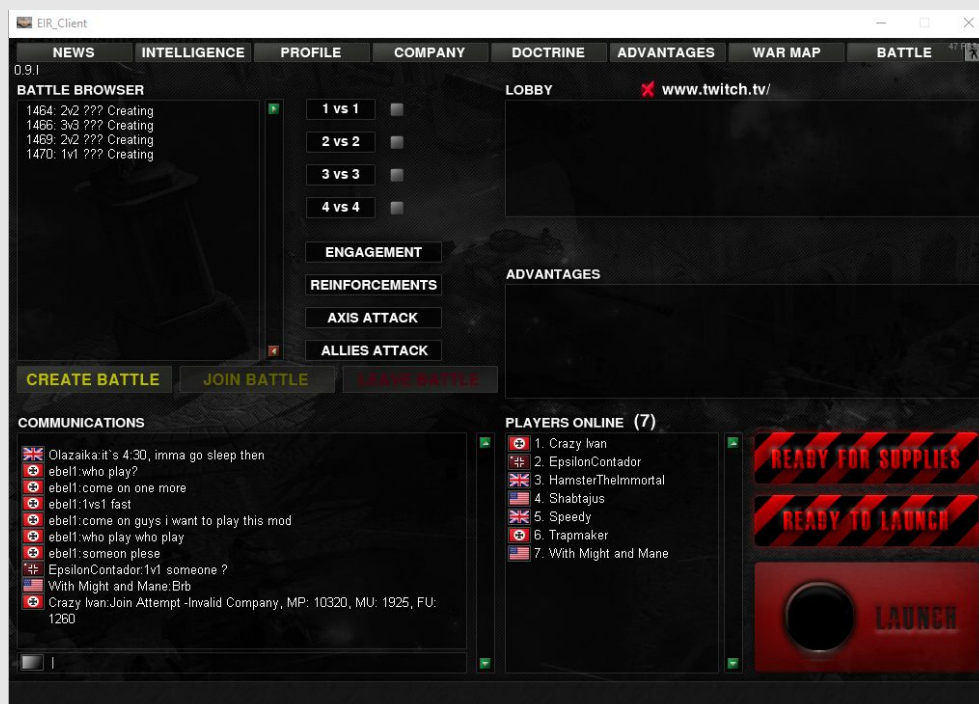 EIR_Client
NEWS INTELLIGENCE PROFILE COMPANY DOCTRINE ADVANTAGES WAR MAP BATTLE
0.9.I
BATTLE BROWSER
1464: 2v2 ??? Creating
1466: 3v3 ??? Creating
1469: 2v2 ??? Creating
1470: 1v1 ??? Creating
1 vs 1
2 vs 2
3 vs 3
4 vs 4
ENGAGEMENT
REINFORCEMENTS
AXIS ATTACK
ALLIES ATTACK
CREATE BATTLE JOIN BATTLE LEAVE BATTLE
LOBBY www.twitch.tv/
ADVANTAGES
COMMUNICATIONS
Olazaika:it`s 4:30, imma go sleep then
ebel1:who play?
ebel1:come on one more
ebel1:1vs1 fast
ebel1:come on guys i want to play this mod
ebel1:who play who play
ebel1:someon plese
EpsilonContador:1v1 someone ?
With Might and Mane:Brb
Crazy Ivan:Join Attempt -Invalid Company, MP: 10320, MU: 1925, FU:
1260
PLAYERS ONLINE (7)
1. Crazy Ivan
2. EpsilonContador
3. HamsterTheImmortal
4. Shabtajus
5. Speedy
6. Trapmaker
7. With Might and Mane
READY FOR SUPPLIES
READY TO LAUNCH
LAUNCH